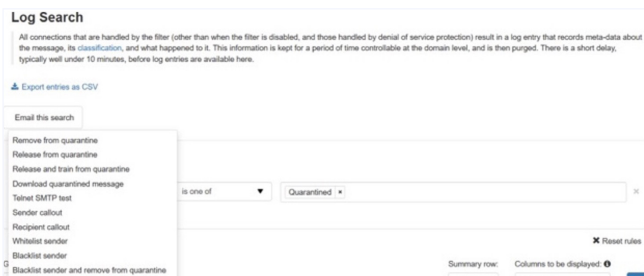 Log Search
All connections that are handled by the filter (other than when the filter is disabled, and those handled by denial of service protection) result in a log entry that records meta-data about
the message, its classification, and what happened to it. This information is kept for a period of time controllable at the domain level, and is then purged. There is a short delay,
typically well under 10 minutes, before log entries are available here.
Export entries as CSV
Email this search
Remove from quarantine
Release from quarantine
Release and train from quarantine
Download quarantined message
is one of
Quarantined ×
×
Telnet SMTP test
Sender callout
Recipient callout
Whitelist sender
× Reset rules
Blacklist sender
G
Summary row:
Columns to be displayed:
Blacklist sender and remove from quarantine